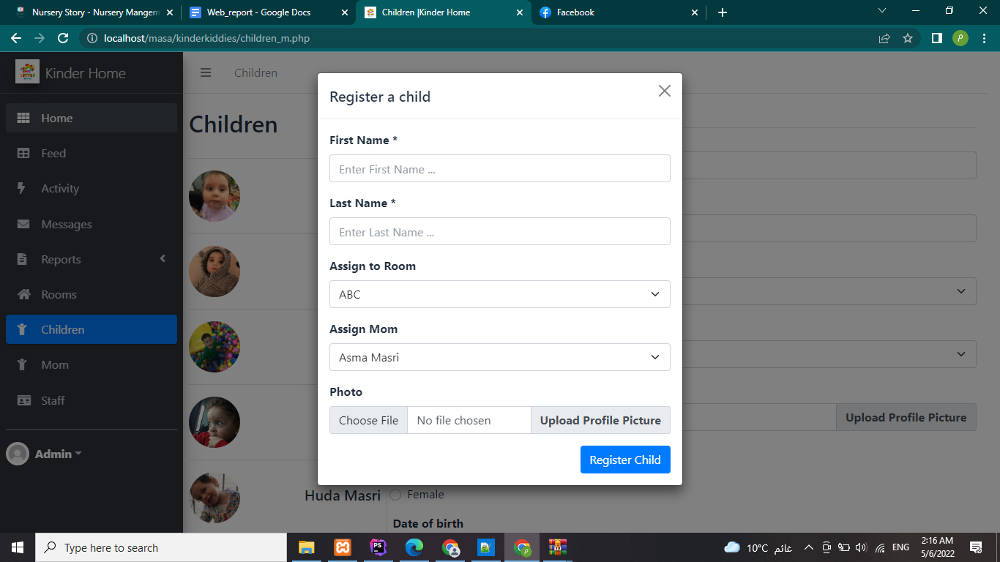 Nursery Story - Nursery Mangem
Web_report - Google Docs
Children |Kinder Home
Facebook
localhost/masa/kinderkiddies/children_m.php
P
Kinder Home
Home
Feed
Activity
Messages
Reports
Rooms
Children
Mom
Staff
Admin
Children
Children
Huda Masri
Register a child
First Name *
Enter First Name ...
Last Name *
Enter Last Name ...
Assign to Room
ABC
Assign Mom
Asma Masri
Photo
Choose File No file chosen Upload Profile Picture
Register Child
Upload Profile Picture
Female
Date of birth
Type here to search
PS
P
10°C غائم
ENG
2:16 AM
5/6/2022